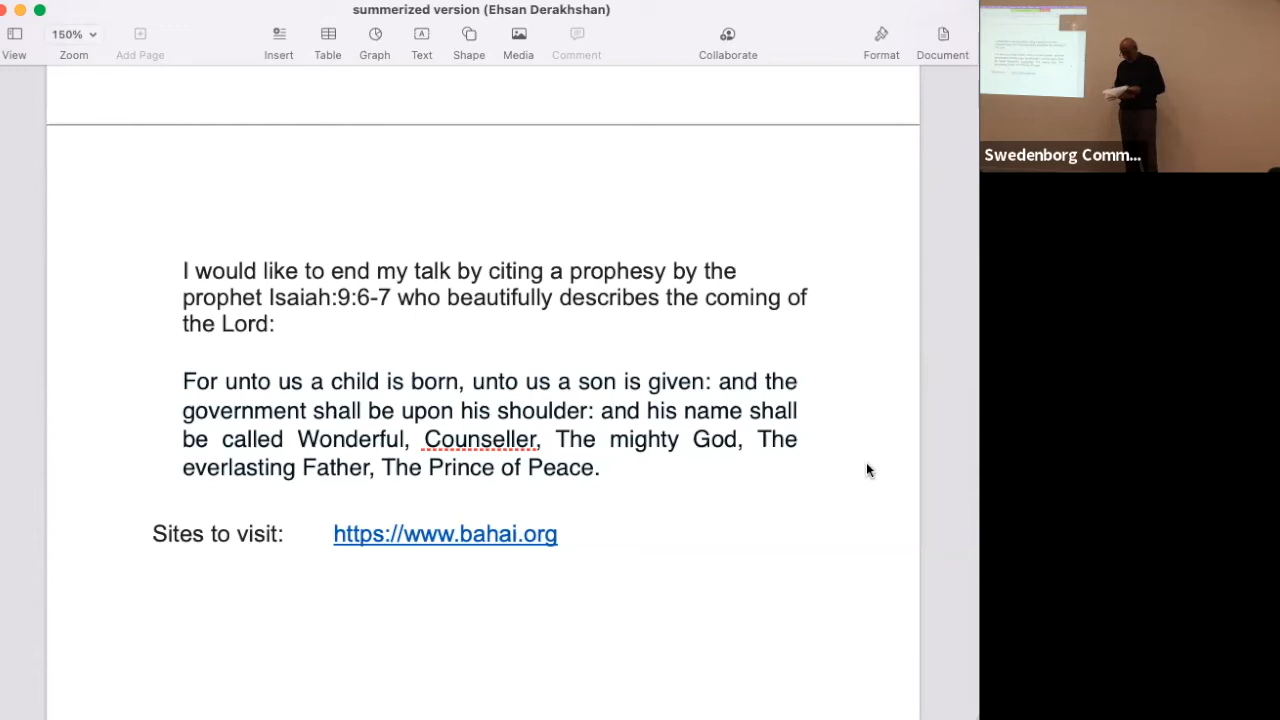 summerized version (Ehsan Derakhshan)
150%
View
Zoom
Add Page
Insert
Table
Graph
Text
Shape
Media
Comment
Collaborate
Format
Document
Swedenborg Comm...
I would like to end my talk by citing a prophesy by the
prophet Isaiah:9:6-7 who beautifully describes the coming of
the Lord:
For unto us a child is born, unto us a son is given: and the
government shall be upon his shoulder: and his name shall
be called Wonderful, Counseller, The mighty God, The
everlasting Father, The Prince of Peace.
Sites to visit: https://www.bahai.org